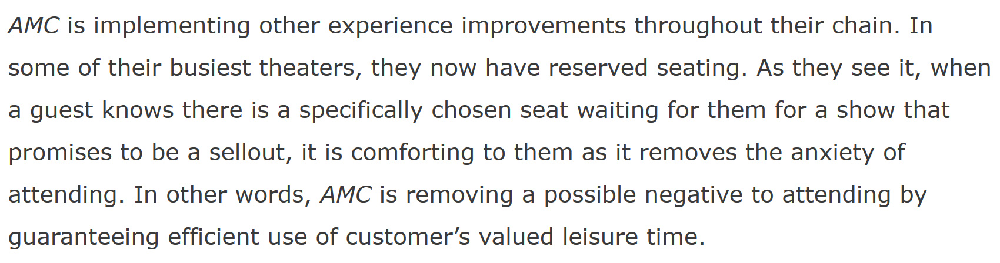 AMC is implementing other experience improvements throughout their chain. In
some of their busiest theaters, they now have reserved seating. As they see it, when
a guest knows there is a specifically chosen seat waiting for them for a show that
promises to be a sellout, it is comforting to them as it removes the anxiety of
attending. In other words, AMC is removing a possible negative to attending by
guaranteeing efficient use of customer’s valued leisure time.